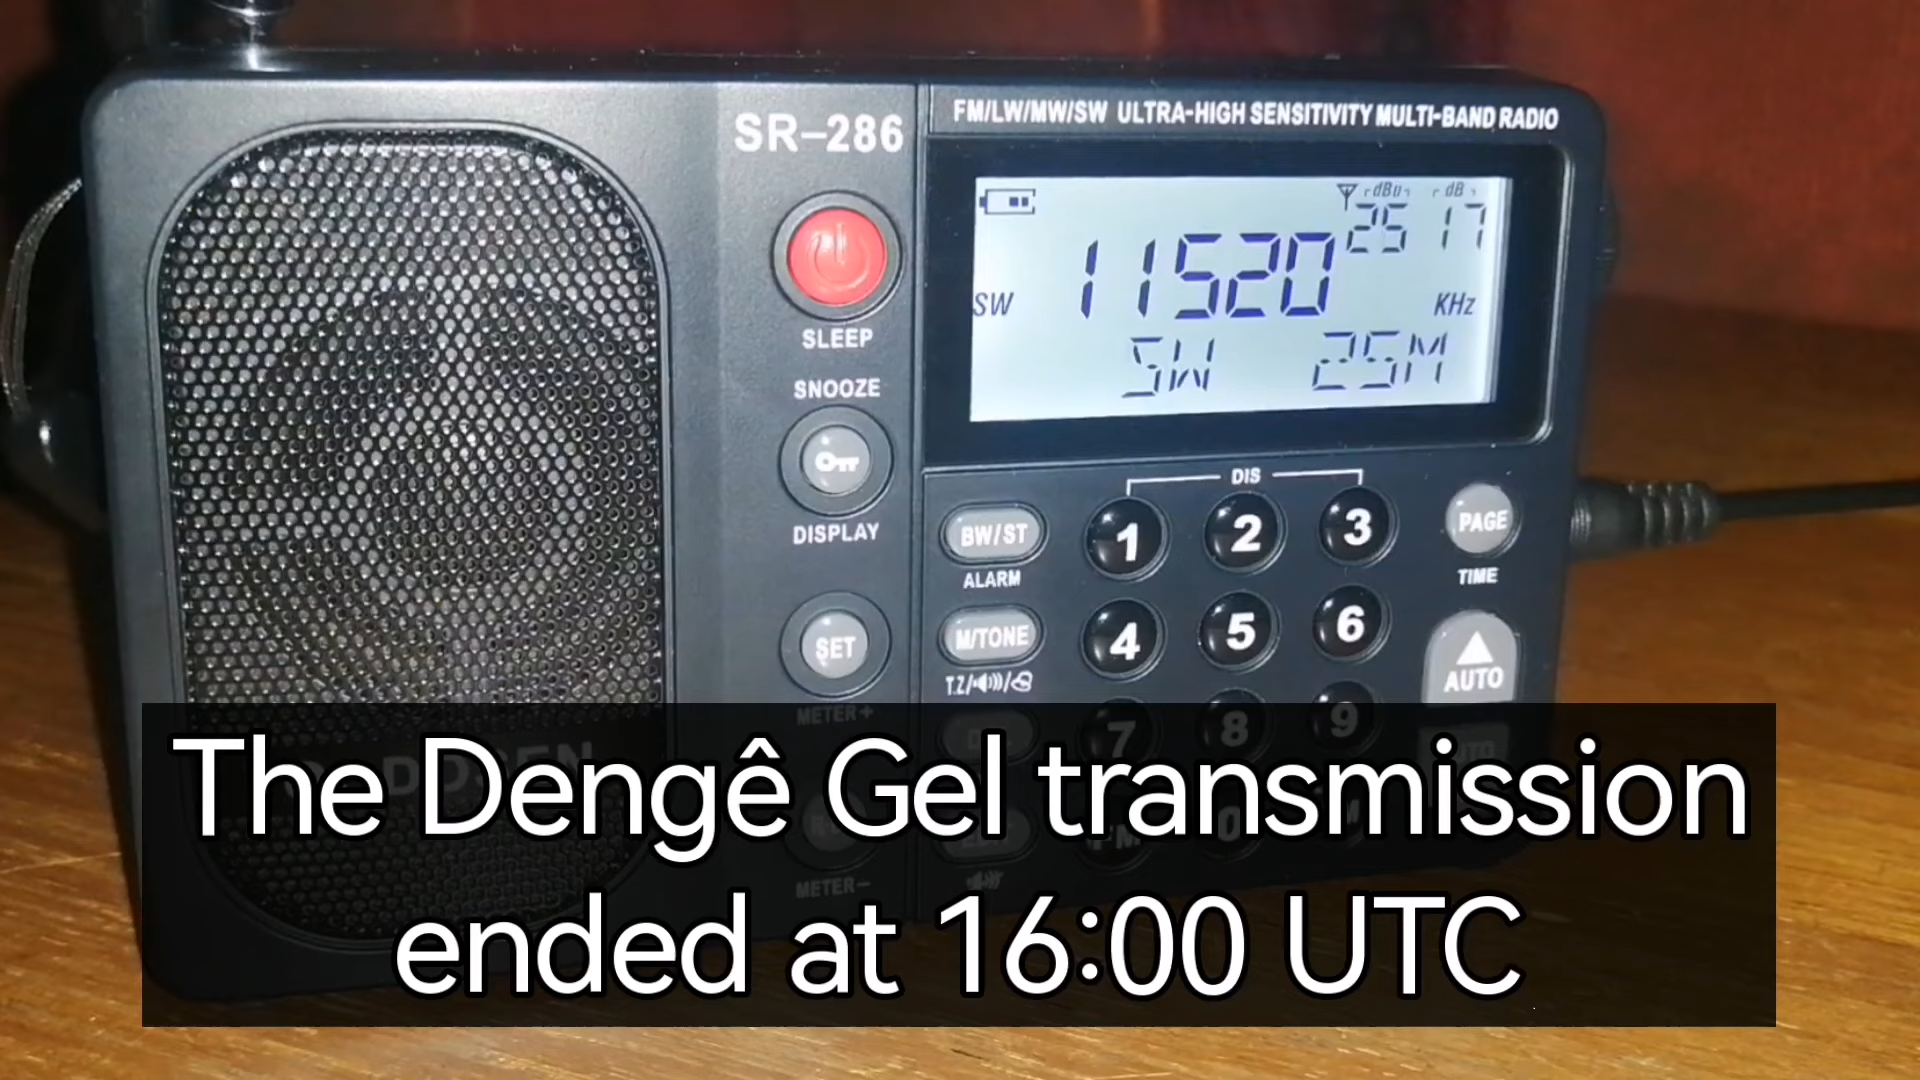 SR-286
FM/LW/MW/SW ULTRA-HIGH SENSITIVITY MULTI-BAND RADIO
dBu dB
25 17
11520
SW KHz
SW 25M
SLEEP
SNOOZE
DISPLAY
SET
METER+
METER-
DIS
BW/ST 1 2 3 PAGE
ALARM TIME
M/TONE 4 5 6 AUTO
T.Z/
7 8 9
0
The Dengê Gel transmission
ended at 16:00 UTC